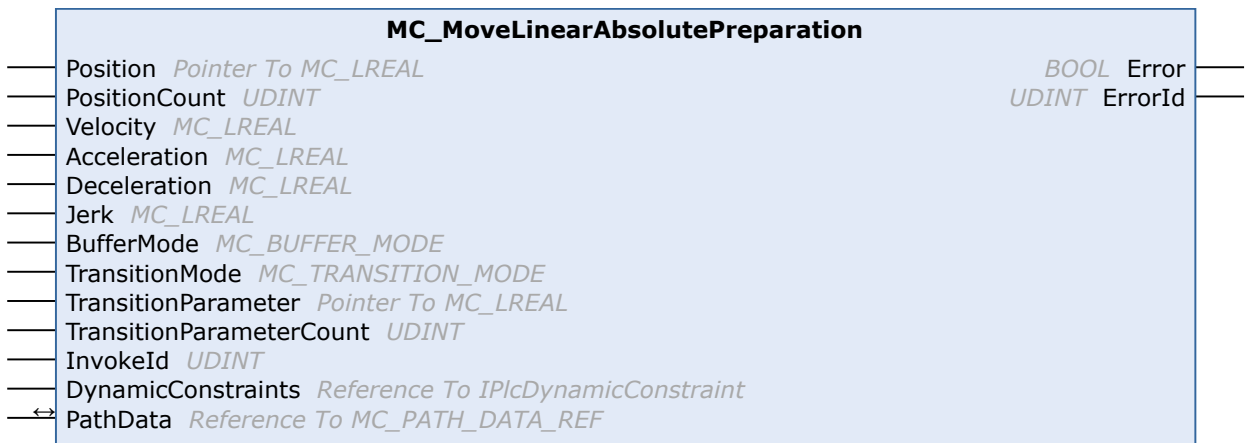 MC_MoveLinearAbsolutePreparation
Position Pointer To MC_LREAL BOOL Error
PositionCount UDINT UDINT ErrorId
Velocity MC_LREAL
Acceleration MC_LREAL
Deceleration MC_LREAL
Jerk MC_LREAL
BufferMode MC_BUFFER_MODE
TransitionMode MC_TRANSITION_MODE
TransitionParameter Pointer To MC_LREAL
TransitionParameterCount UDINT
InvokeId UDINT
DynamicConstraints Reference To IPlcDynamicConstraint
PathData Reference To MC_PATH_DATA_REF